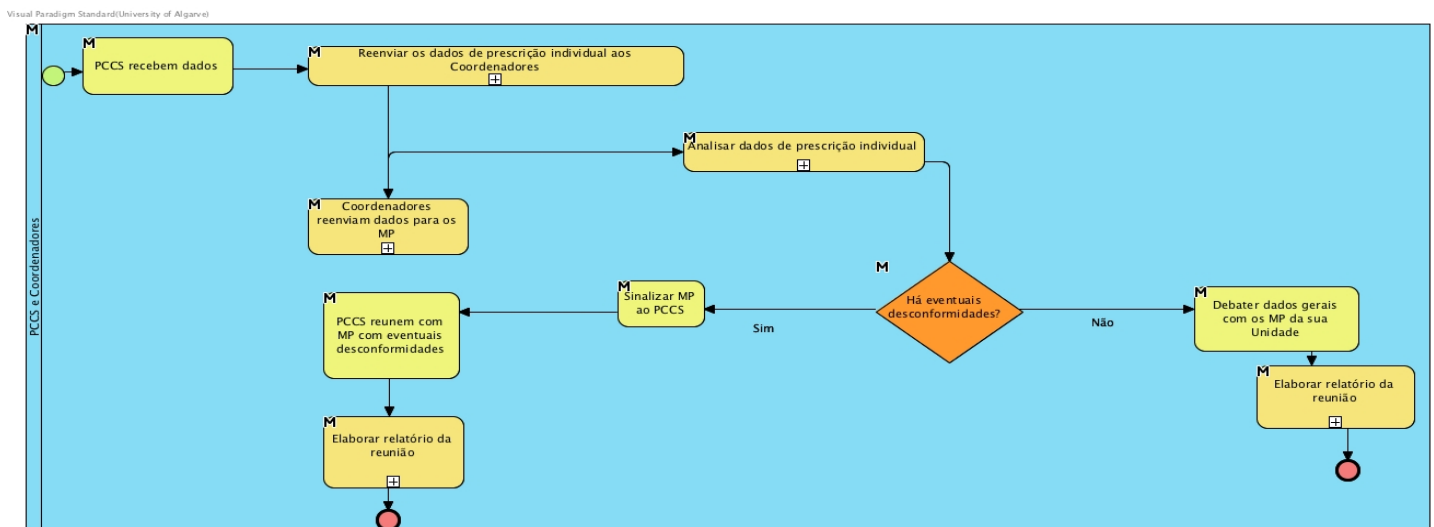 Visual Paradigm Standard(University of Algarve)
M
PCCS e Coordenadores
M
PCCS recebem dados
M
Reenviar os dados de prescrição individual aos
Coordenadores
M
Analisar dados de prescrição individual
M
Coordenadores
reenviam dados para os
MP
M
Há eventuais
desconformidades?
Sim
Não
M
Sinalizar MP
ao PCCS
M
PCCS reunem com
MP com eventuais
desconformidades
M
Elaborar relatório da
reunião
M
Debater dados gerais
com os MP da sua
Unidade
M
Elaborar relatório da
reunião